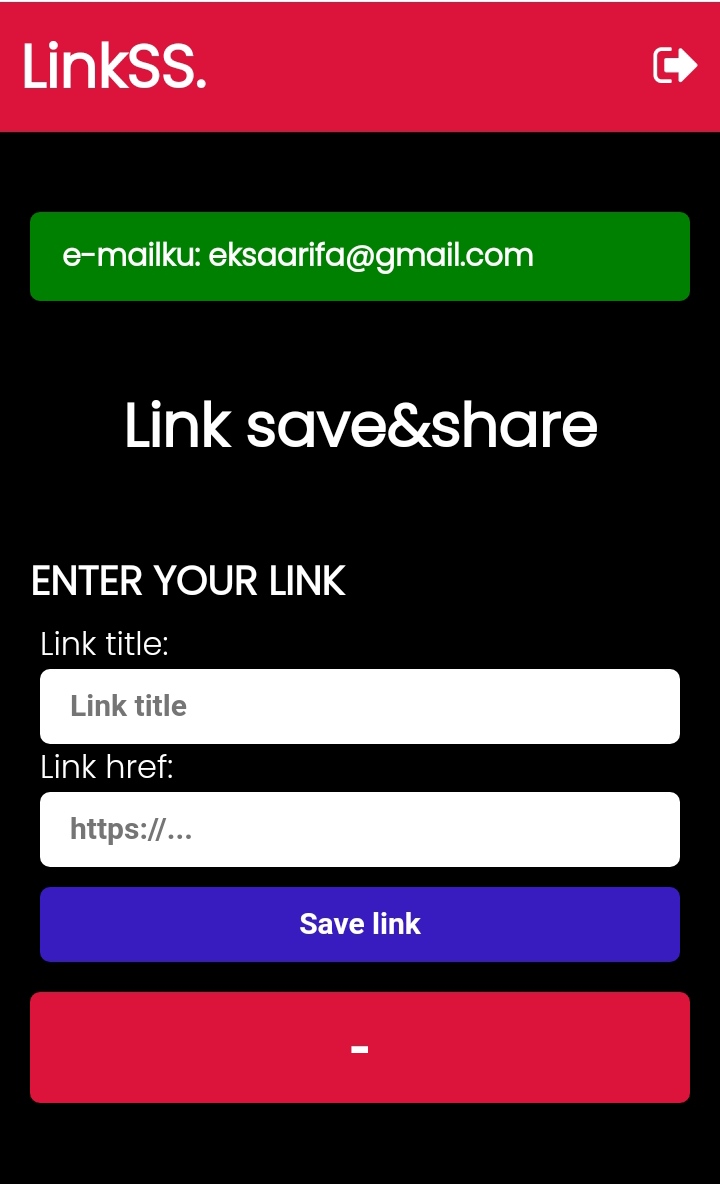 LinkSS.
e-mailku: eksaarifa@gmail.com
Link save&share
ENTER YOUR LINK
Link title:
Link title
Link href:
https://...
Save link
-